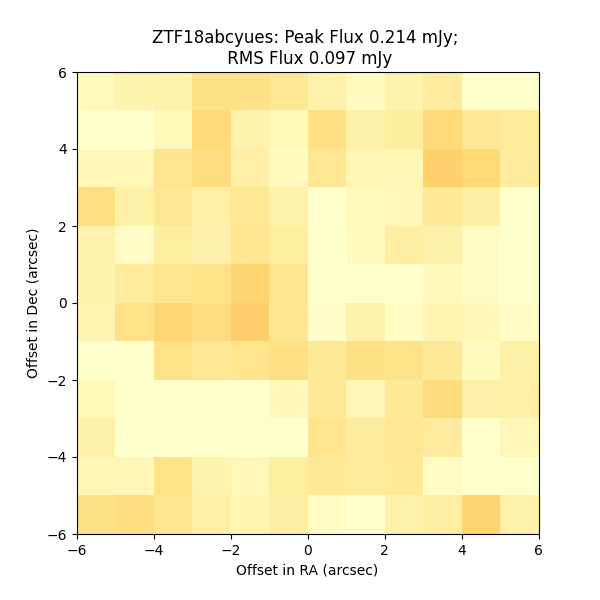 ZTF18abcyues: Peak Flux 0.214 mJy;
RMS Flux 0.097 mJy
6
4
2
0
−2
−4
−6
Offset in Dec (arcsec)
−6 −4 −2 0 2 4 6
Offset in RA (arcsec)